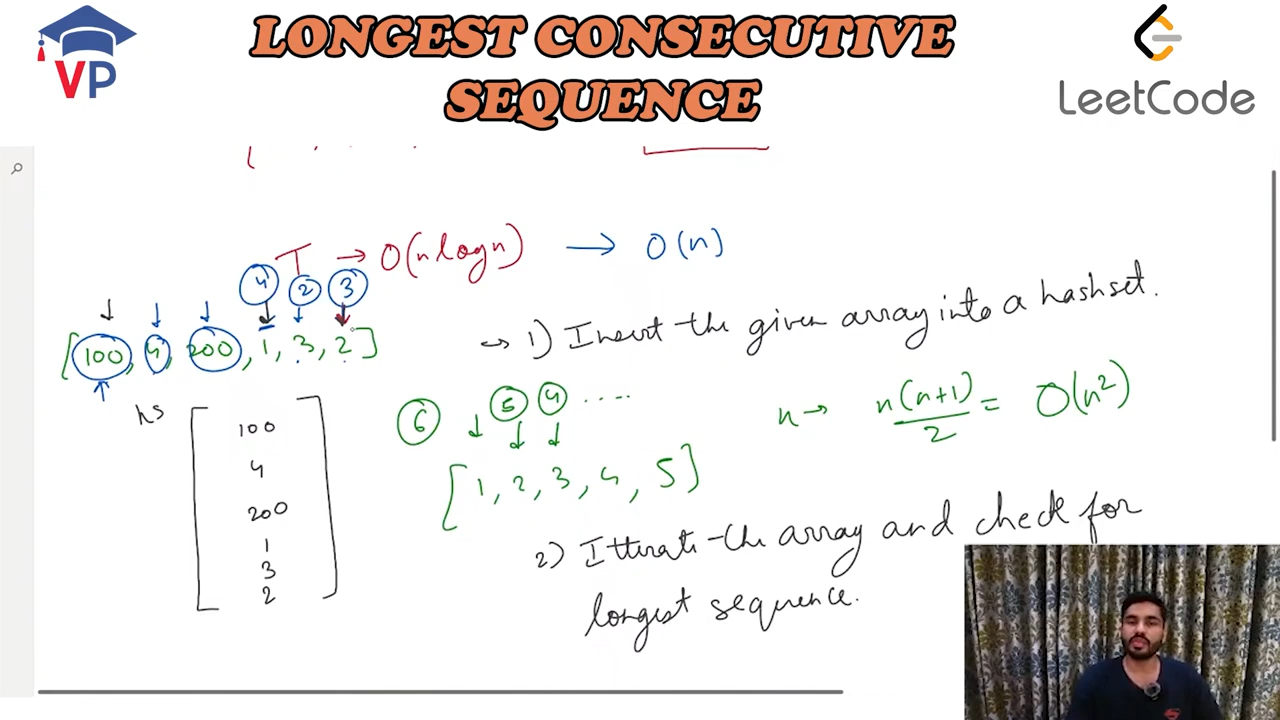 VP
LONGEST CONSECUTIVE
SEQUENCE
LeetCode
T → O(n logn) → O(n)
4 2 3
[100, 4, 200, 1, 3, 2]
→ 1) Insert the given array into a hashset.
hs
100
4
200
1
3
2
6 5 4 ....
[1, 2, 3, 4, 5]
n → n(n+1)/2 = O(n²)
2) Itterate the array and check for
longest sequence.